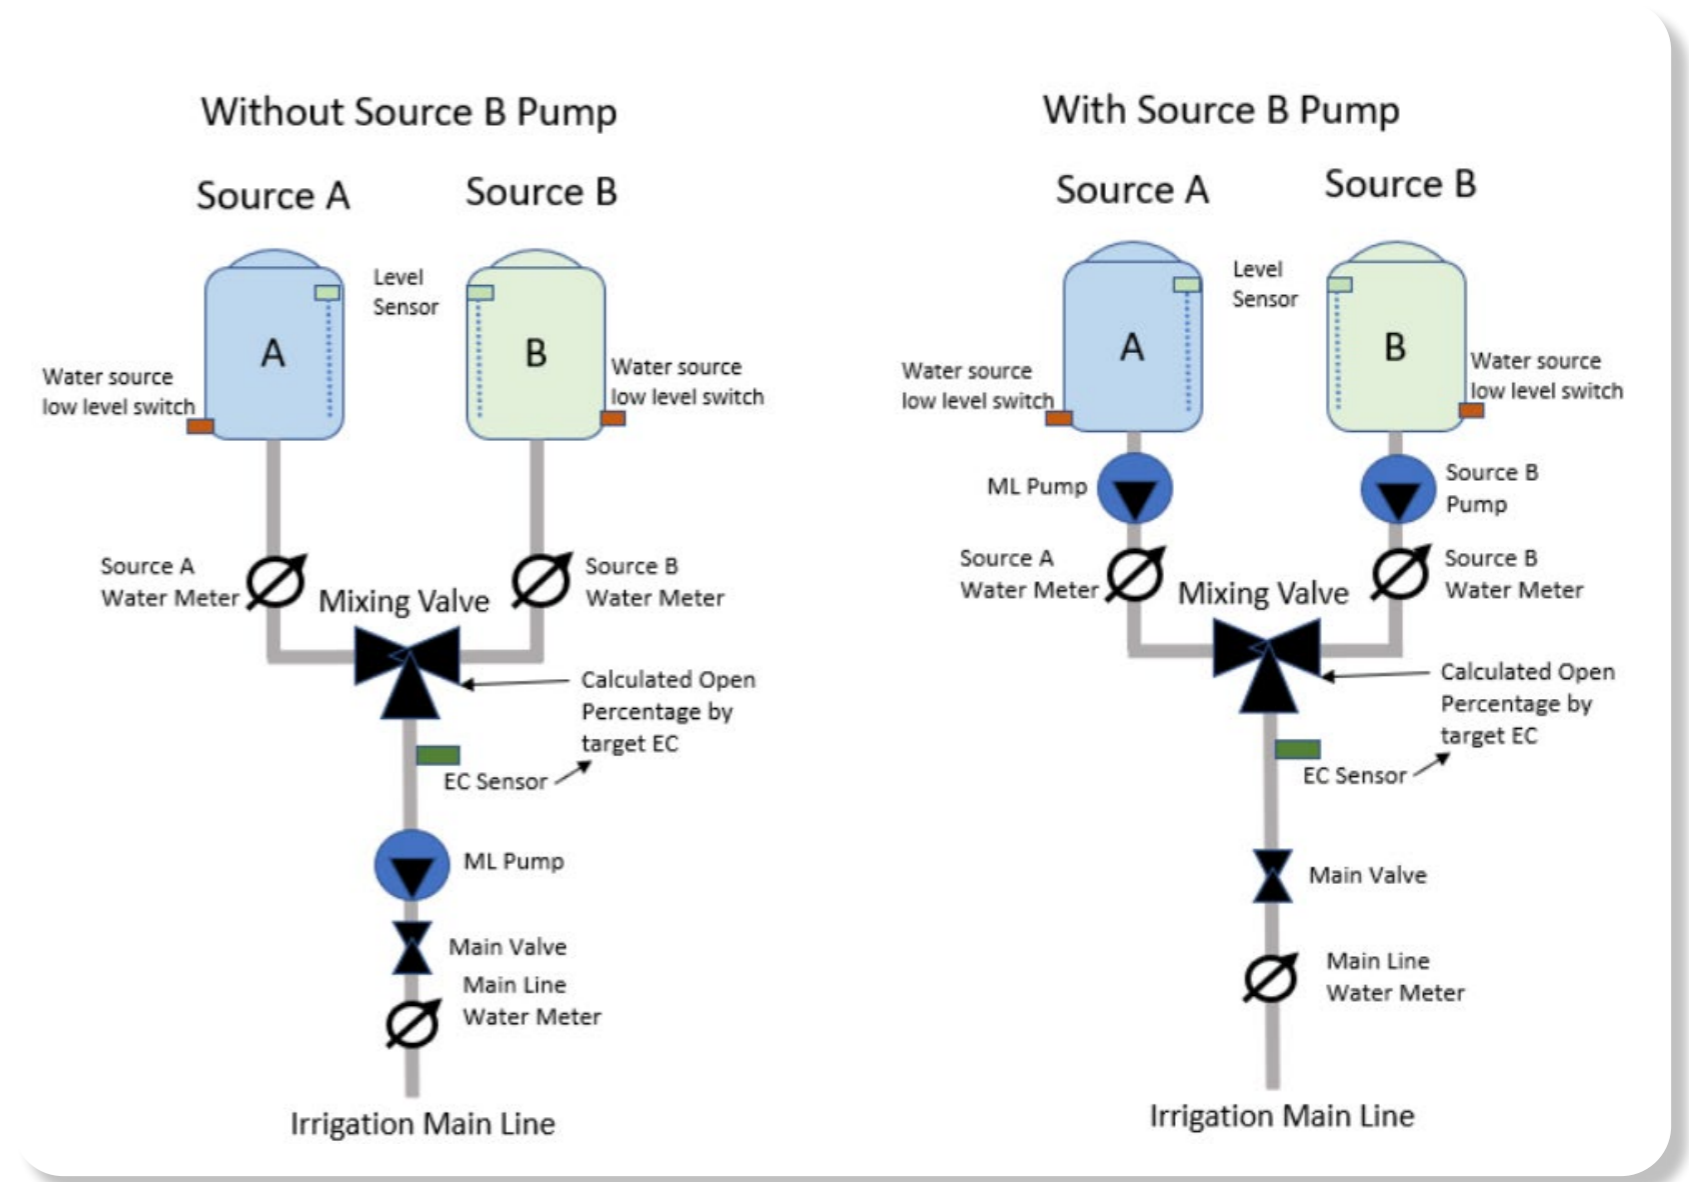 Without Source B Pump
Source A
Source B
Level
Sensor
A
B
Water source
low level switch
Water source
low level switch
Source A
Water Meter
Mixing Valve
Source B
Water Meter
Calculated Open
Percentage by
target EC
EC Sensor
ML Pump
Main Valve
Main Line
Water Meter
Irrigation Main Line
With Source B Pump
Source A
Source B
Level
Sensor
A
B
Water source
low level switch
Water source
low level switch
ML Pump
Source B
Pump
Source A
Water Meter
Mixing Valve
Source B
Water Meter
Calculated Open
Percentage by
target EC
EC Sensor
Main Valve
Main Line
Water Meter
Irrigation Main Line